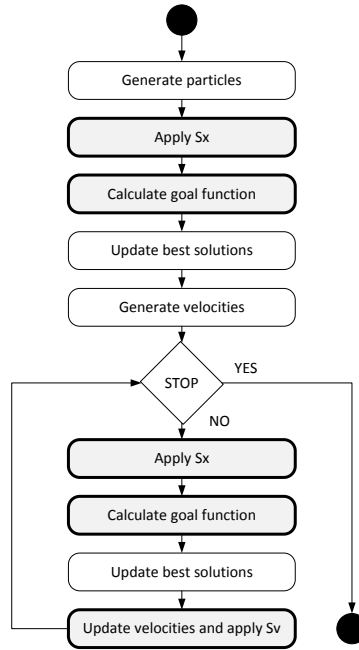 Generate particles
Apply Sx
Calculate goal function
Update best solutions
Generate velocities
STOP
YES
NO
Apply Sx
Calculate goal function
Update best solutions
Update velocities and apply Sv